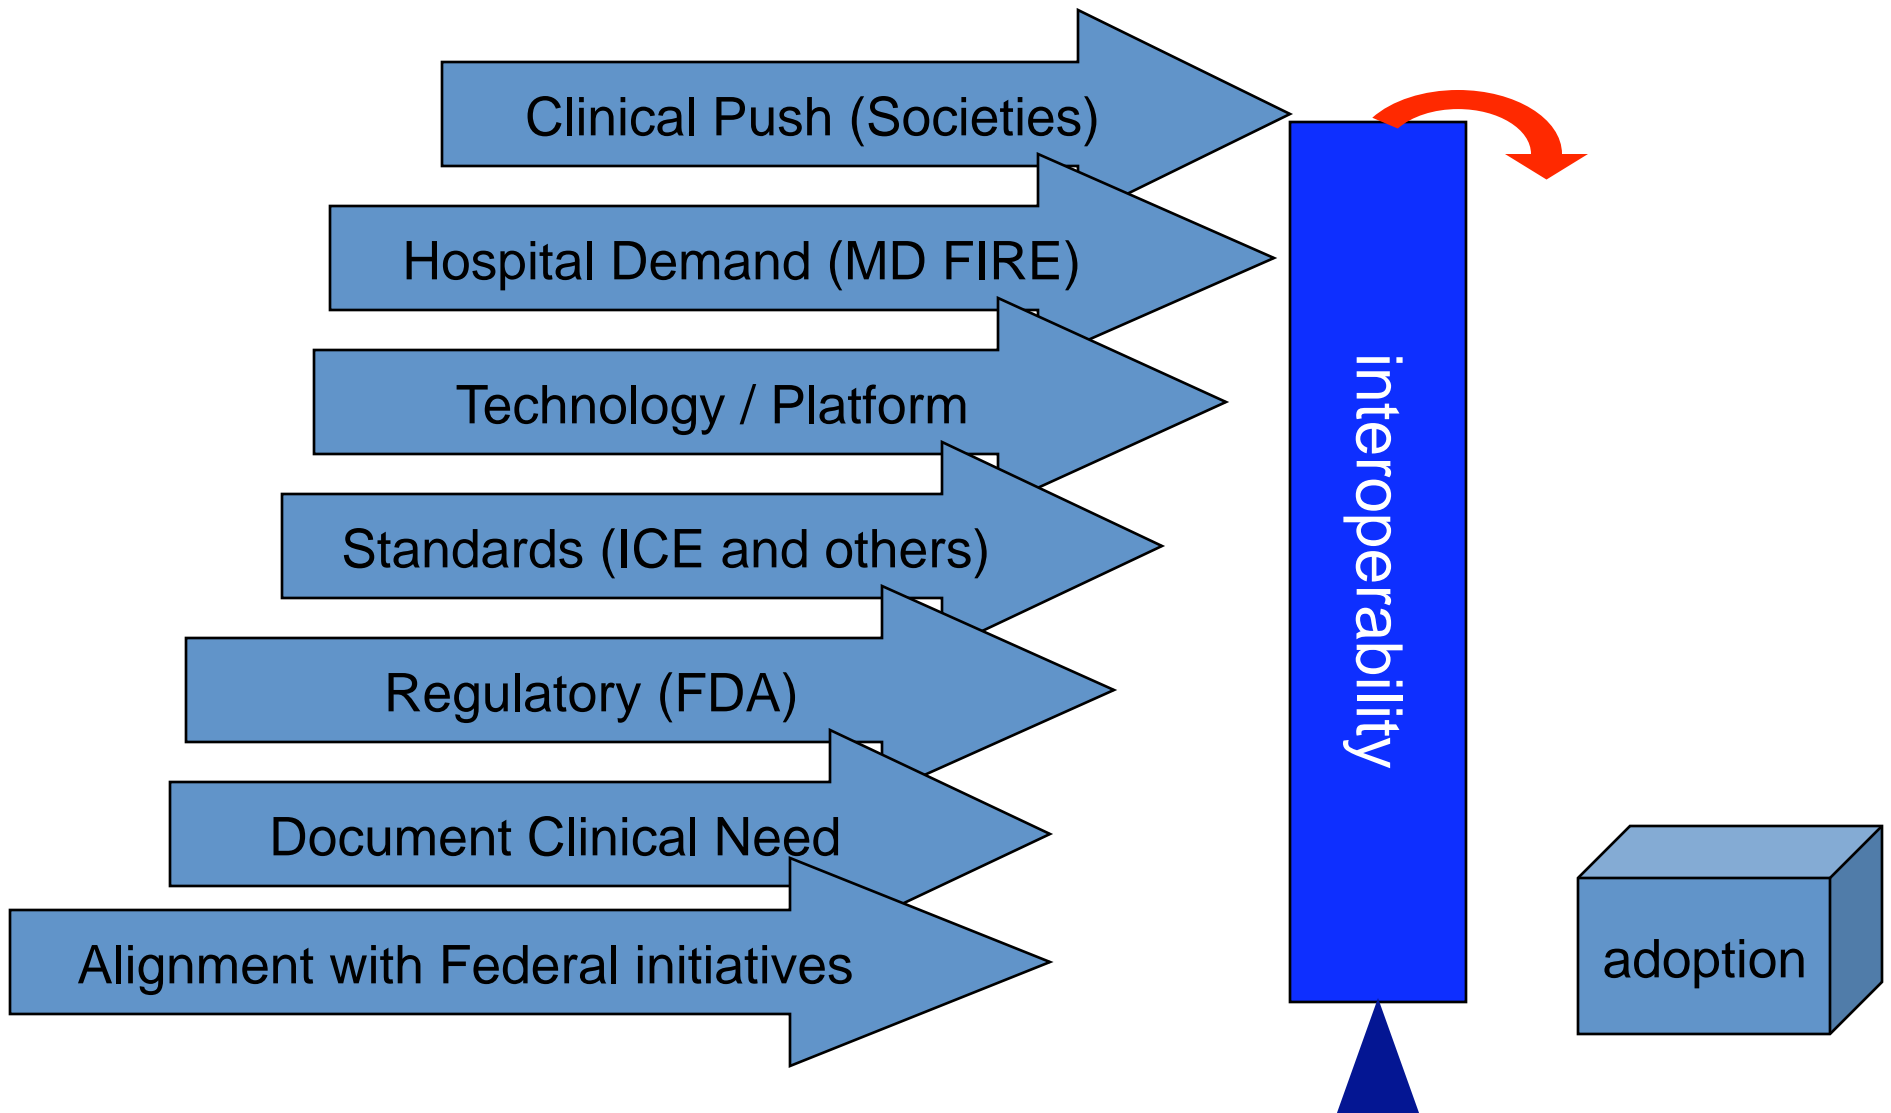 Clinical Push (Societies)
Hospital Demand (MD FIRE)
Technology / Platform
Standards (ICE and others)
Regulatory (FDA)
Document Clinical Need
Alignment with Federal initiatives
interoperability
adoption